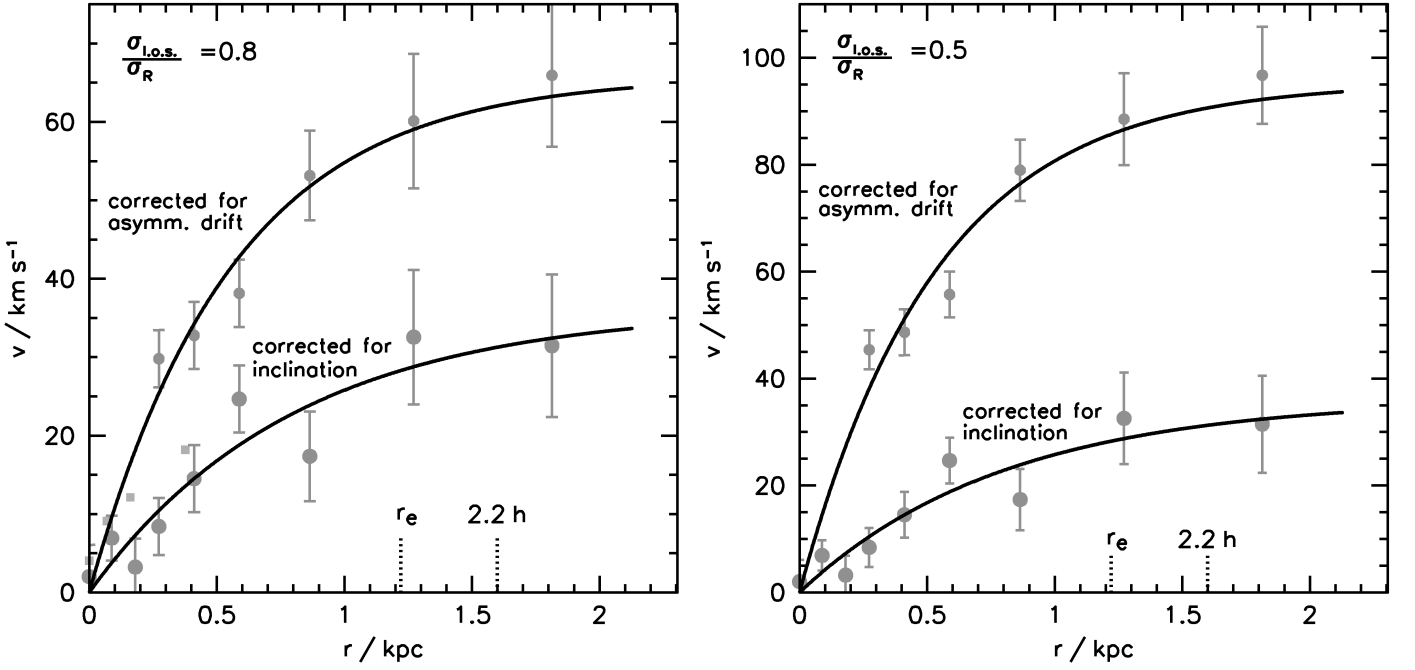 σl.o.s. / σR =0.8
60
40
20
0
v / km s⁻¹
corrected for
asymm. drift
corrected for
inclination
re
2.2 h
0 0.5 1 1.5 2
r / kpc
σl.o.s. / σR =0.5
100
80
60
40
20
0
v / km s⁻¹
corrected for
asymm. drift
corrected for
inclination
re
2.2 h
0 0.5 1 1.5 2
r / kpc